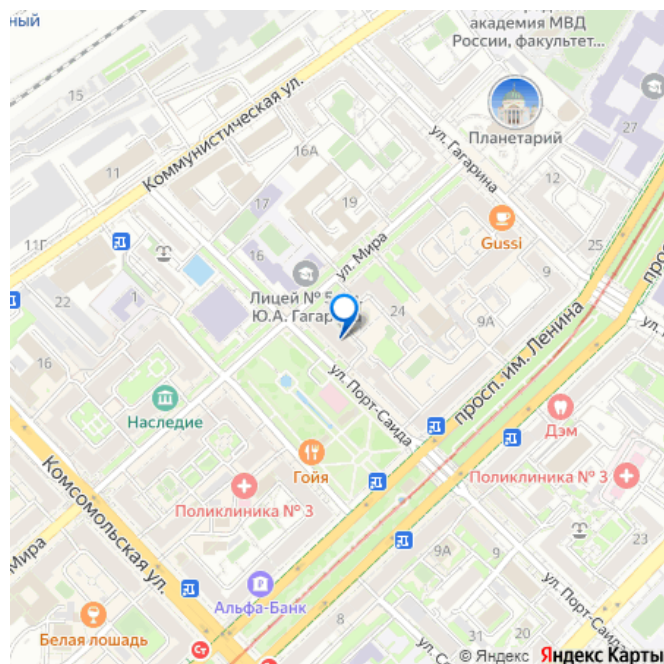 ный
академия МВД
России, факультет...
15
Коммунистическая ул.
Планетарий
27
ул. Гагарина
16А
11
12
17
19
Gussi
11Г
16
ул. Мира
25
9
Лицей № 5
Ю.А. Гагар
24
1
22
9А
просп. им. Ленина
16
ул. Порт-Саида
Наследие
Дэм
Гойя
Поликлиника № 3
Поликлиника № 3
Комсомольская ул.
23
Мира
9А
Альфа-Банк
ул. Порт-Саида
8
Белая лошадь
31
20
Ст
© Яндекс Яндекс Карты